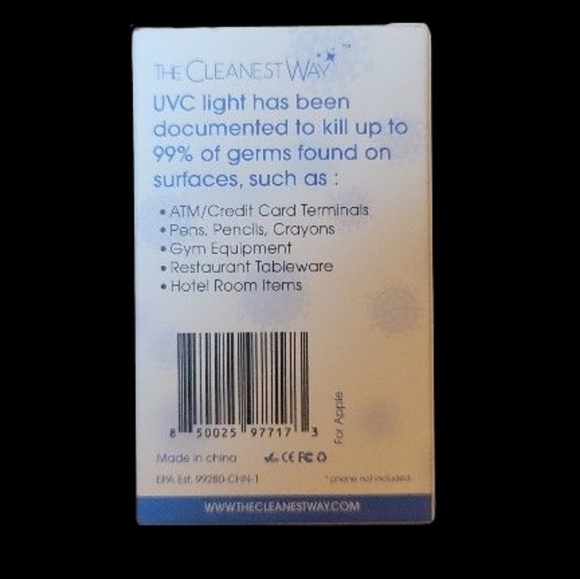 THE CLEANEST WAY™
UVC light has been
documented to kill up to
99% of germs found on
surfaces, such as :
• ATM/Credit Card Terminals
• Pens, Pencils, Crayons
• Gym Equipment
• Restaurant Tableware
• Hotel Room Items
8 50025 97717 3
For Apple
Made in china CE FC
EPA Est. 99280-CHN-1
* phone not included.
WWW.THECLEANESTWAY.COM